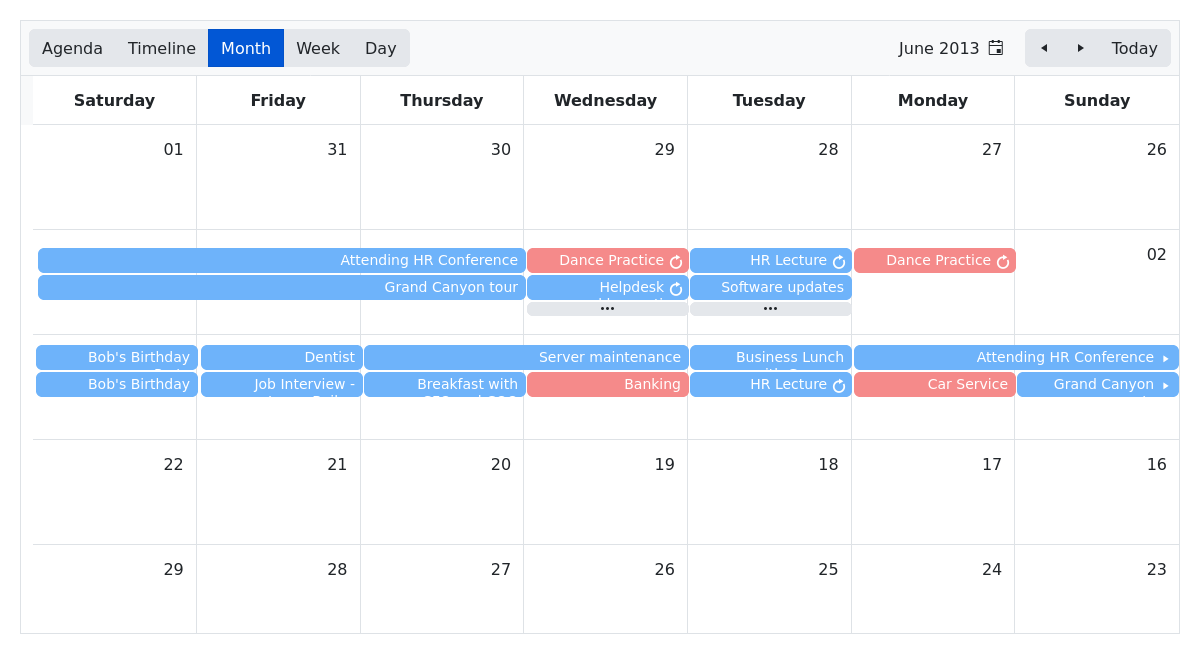 Agenda Timeline Month Week Day June 2013 Today
Saturday Friday Thursday Wednesday Tuesday Monday Sunday
01 31 30 29 28 27 26
02
Attending HR Conference Dance Practice HR Lecture Dance Practice
Grand Canyon tour Helpdesk Software updates
••• •••
Bob's Birthday Dentist Server maintenance Business Lunch Attending HR Conference
Bob's Birthday Job Interview - Breakfast with Banking HR Lecture Car Service Grand Canyon
22 21 20 19 18 17 16
29 28 27 26 25 24 23